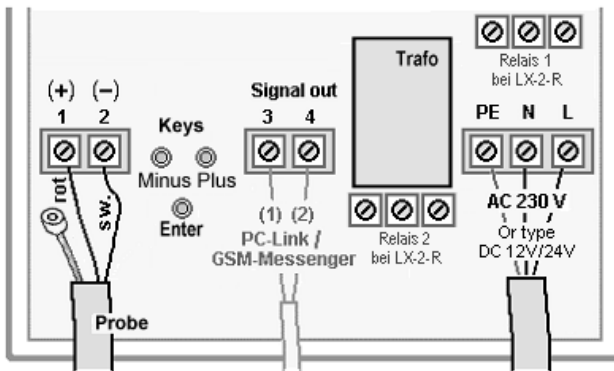 Relais 1
bei LX-2-R
Trafo
(+) (–)
1 2
rot
sw.
Probe
Keys
Minus Plus
Enter
Signal out
3 4
(1) (2)
PC-Link /
GSM-Messenger
Relais 2
bei LX-2-R
PE N L
AC 230 V
Or type
DC 12V/24V